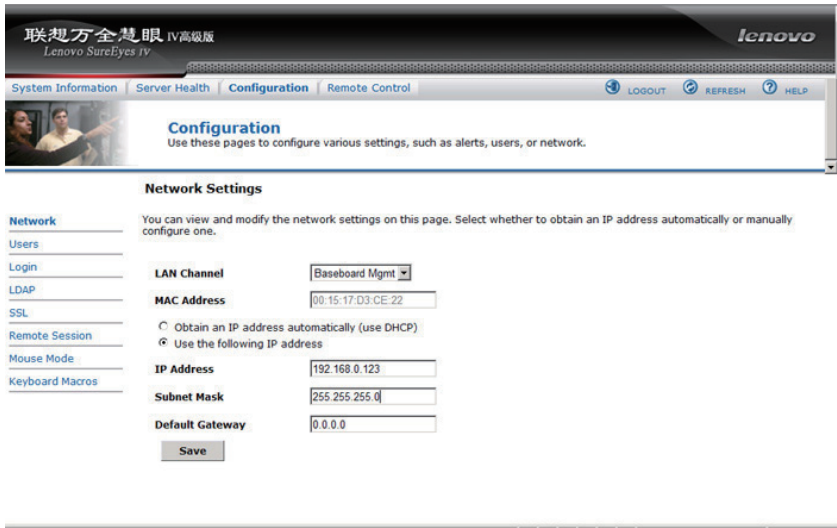 联想万全慧眼 IV高级版
Lenovo SureEyes IV
lenovo
System Information Server Health Configuration Remote Control LOGOUT REFRESH HELP
Configuration
Use these pages to configure various settings, such as alerts, users, or network.
Network Settings
You can view and modify the network settings on this page. Select whether to obtain an IP address automatically or manually
configure one.
Network
Users
Login
LDAP
SSL
Remote Session
Mouse Mode
Keyboard Macros
LAN Channel Baseboard Mgmt
MAC Address 00:15:17:D3:CE:22
Obtain an IP address automatically (use DHCP)
Use the following IP address
IP Address 192.168.0.123
Subnet Mask 255.255.255.0
Default Gateway 0.0.0.0
Save